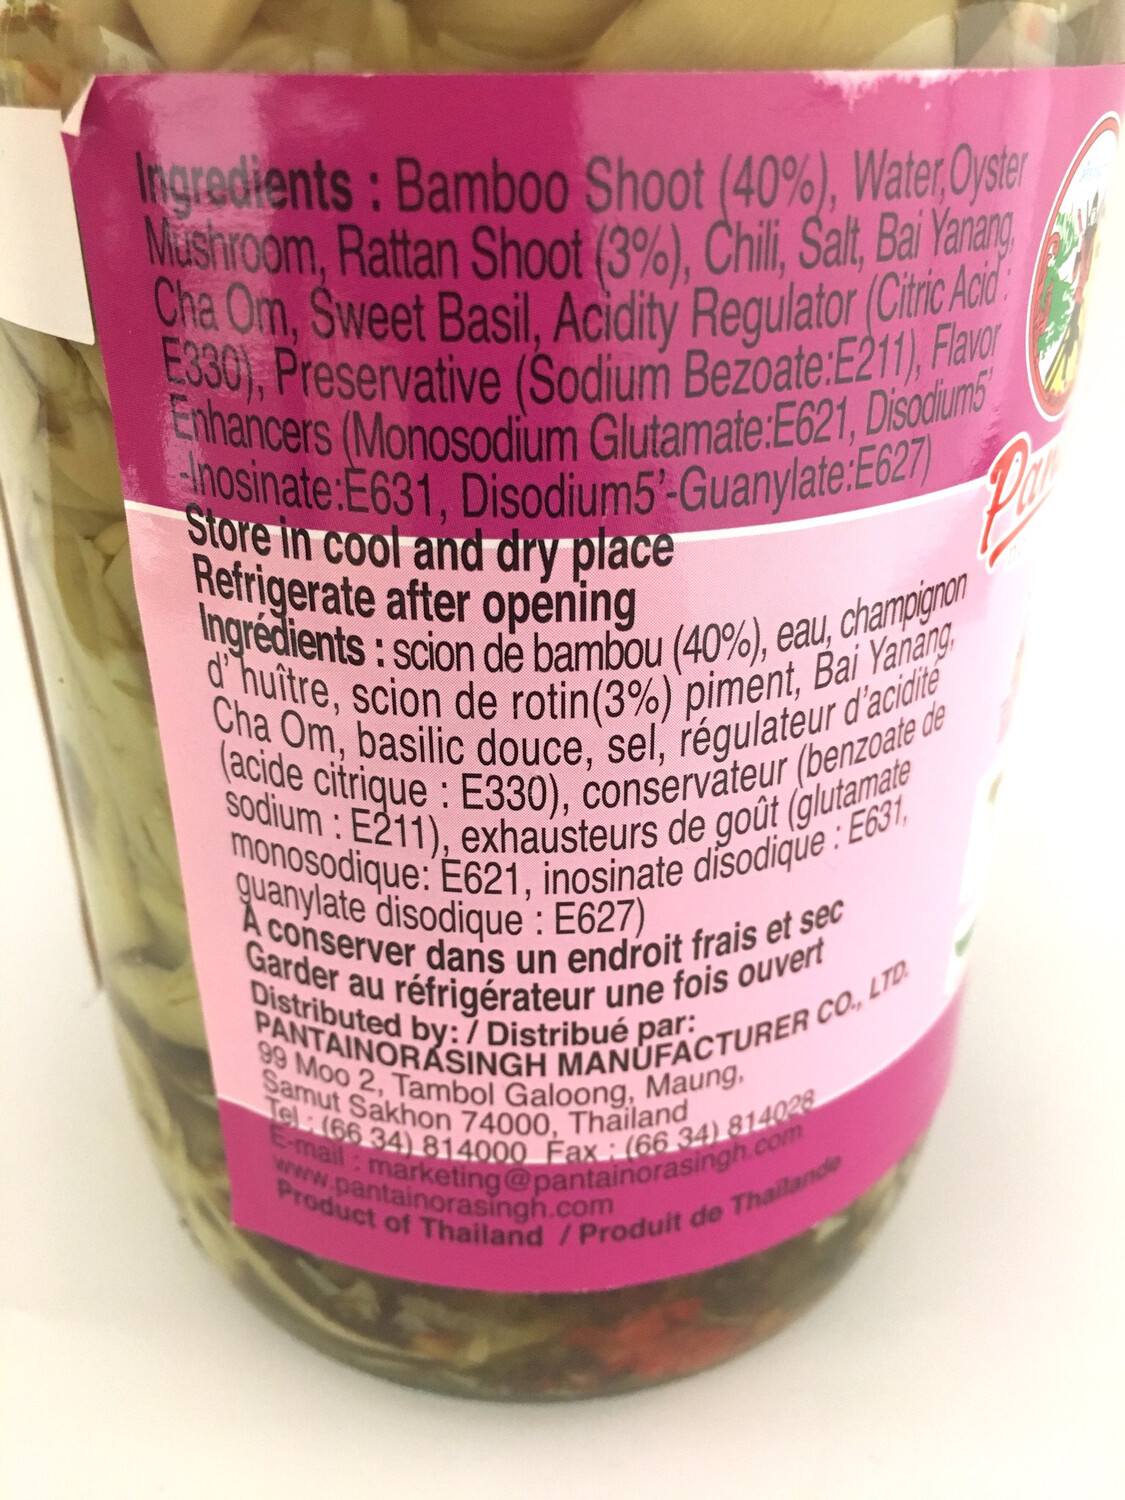 Ingredients : Bamboo Shoot (40%), Water, Oyster
Mushroom, Rattan Shoot (3%), Chili, Salt, Bai Yanang,
Cha Om, Sweet Basil, Acidity Regulator (Citric Acid :
E330), Preservative (Sodium Bezoate:E211), Flavor
Enhancers (Monosodium Glutamate:E621, Disodium5'
-Inosinate:E631, Disodium5'-Guanylate:E627)
Store in cool and dry place
Refrigerate after opening
Ingrédients : scion de bambou (40%), eau, champignon
d'huître, scion de rotin(3%) piment, Bai Yanang,
Cha Om, basilic douce, sel, régulateur d'acidité
(acide citrique : E330), conservateur (benzoate de
sodium : E211), exhausteurs de goût (glutamate
monosodique: E621, inosinate disodique : E631,
guanylate disodique : E627)
A conserver dans un endroit frais et sec
Garder au réfrigérateur une fois ouvert
Distributed by: / Distribué par:
PANTAINORASINGH MANUFACTURER CO., LTD.
99 Moo 2, Tambol Galoong, Maung,
Samut Sakhon 74000, Thailand
Tel : (66 34) 814000 Fax : (66 34) 814028
E-mail : marketing@pantainorasingh.com
www.pantainorasingh.com
Product of Thailand / Produit de Thaïlande